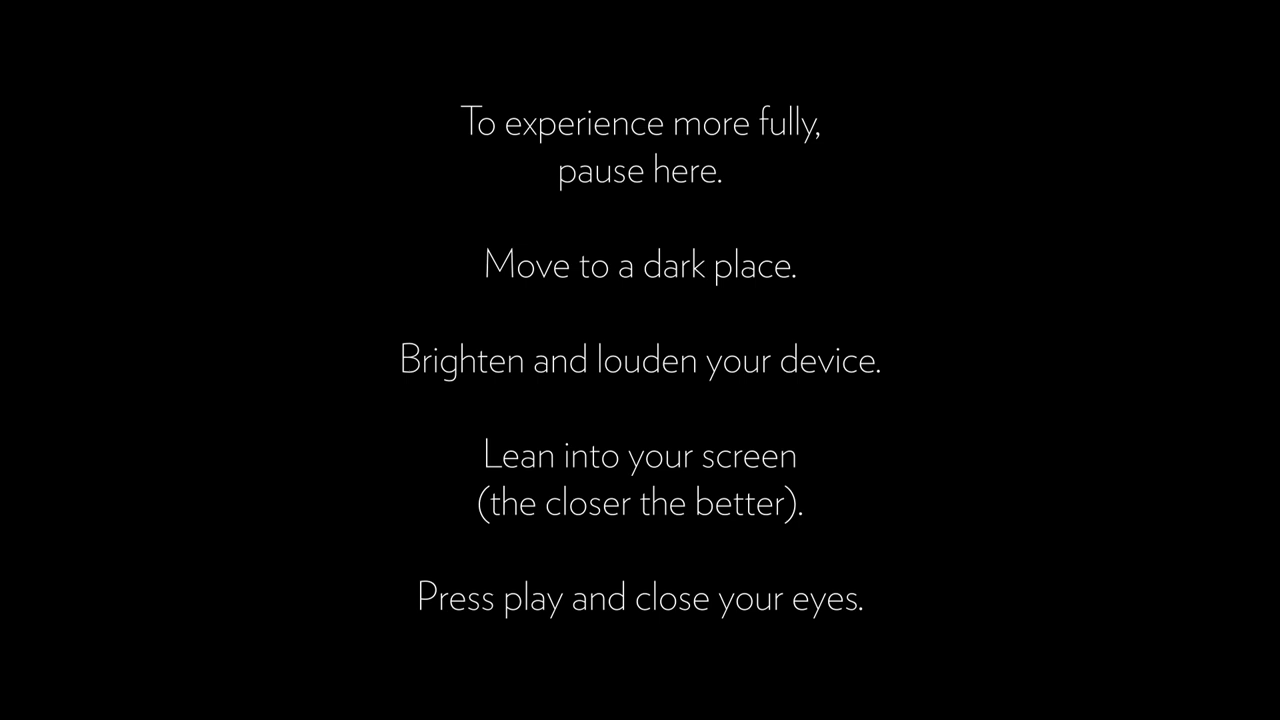 To experience more fully,
pause here.
Move to a dark place.
Brighten and louden your device.
Lean into your screen
(the closer the better).
Press play and close your eyes.